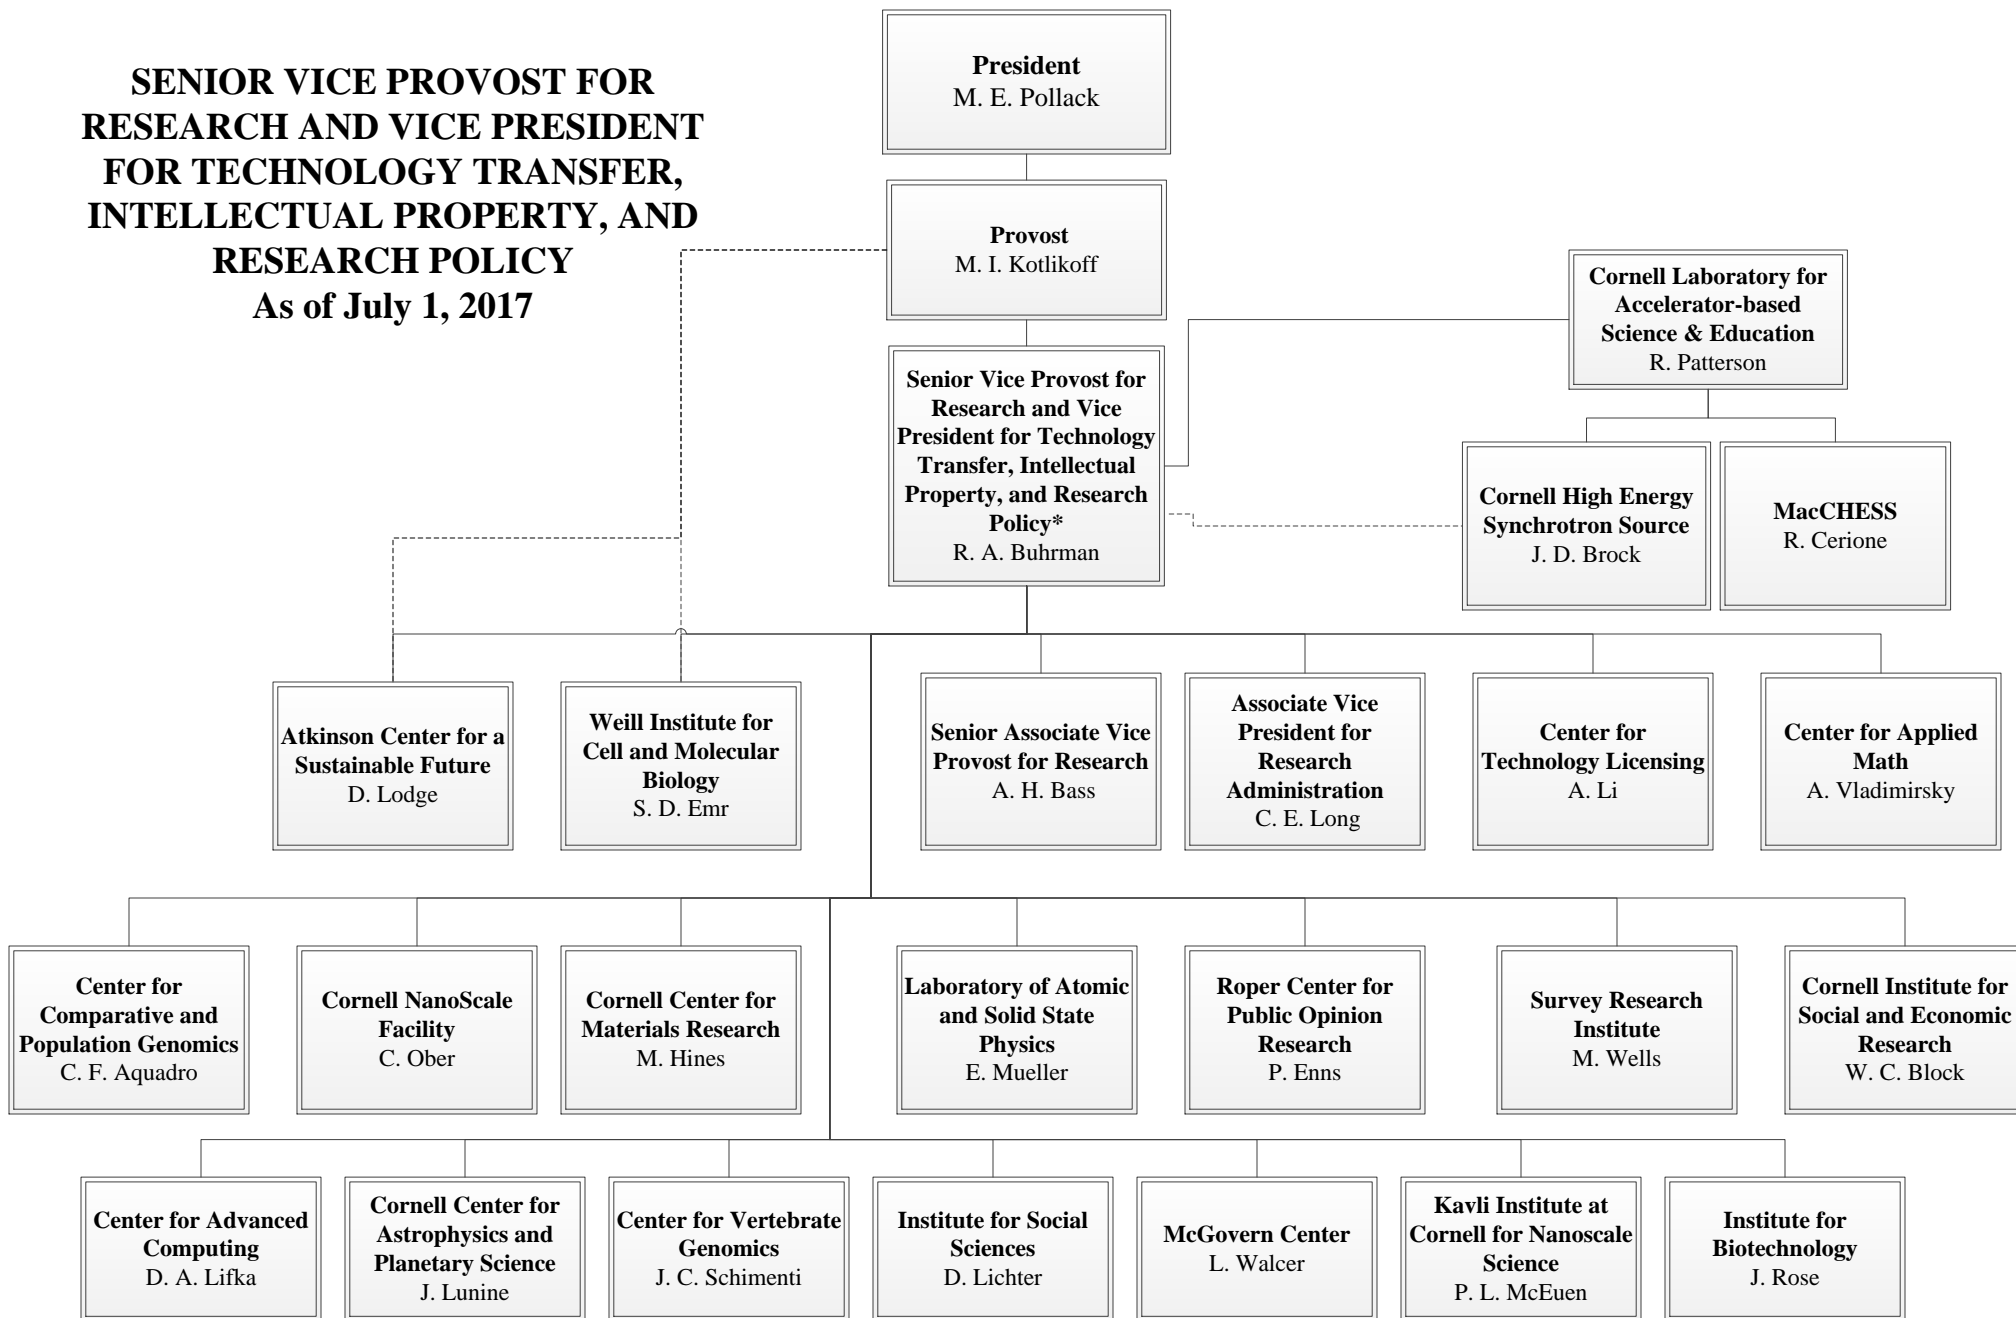 SENIOR VICE PROVOST FOR
RESEARCH AND VICE PRESIDENT
FOR TECHNOLOGY TRANSFER,
INTELLECTUAL PROPERTY, AND
RESEARCH POLICY
As of July 1, 2017
President
M. E. Pollack
Provost
M. I. Kotlikoff
Senior Vice Provost for
Research and Vice
President for Technology
Transfer, Intellectual
Property, and Research
Policy*
R. A. Buhrman
Cornell Laboratory for
Accelerator-based
Science & Education
R. Patterson
Cornell High Energy
Synchrotron Source
J. D. Brock
MacCHESS
R. Cerione
Atkinson Center for a
Sustainable Future
D. Lodge
Weill Institute for
Cell and Molecular
Biology
S. D. Emr
Senior Associate Vice
Provost for Research
A. H. Bass
Associate Vice
President for
Research
Administration
C. E. Long
Center for
Technology Licensing
A. Li
Center for Applied
Math
A. Vladimirsky
Center for
Comparative and
Population Genomics
C. F. Aquadro
Cornell NanoScale
Facility
C. Ober
Cornell Center for
Materials Research
M. Hines
Laboratory of Atomic
and Solid State
Physics
E. Mueller
Roper Center for
Public Opinion
Research
P. Enns
Survey Research
Institute
M. Wells
Cornell Institute for
Social and Economic
Research
W. C. Block
Center for Advanced
Computing
D. A. Lifka
Cornell Center for
Astrophysics and
Planetary Science
J. Lunine
Center for Vertebrate
Genomics
J. C. Schimenti
Institute for Social
Sciences
D. Lichter
McGovern Center
L. Walcer
Kavli Institute at
Cornell for Nanoscale
Science
P. L. McEuen
Institute for
Biotechnology
J. Rose